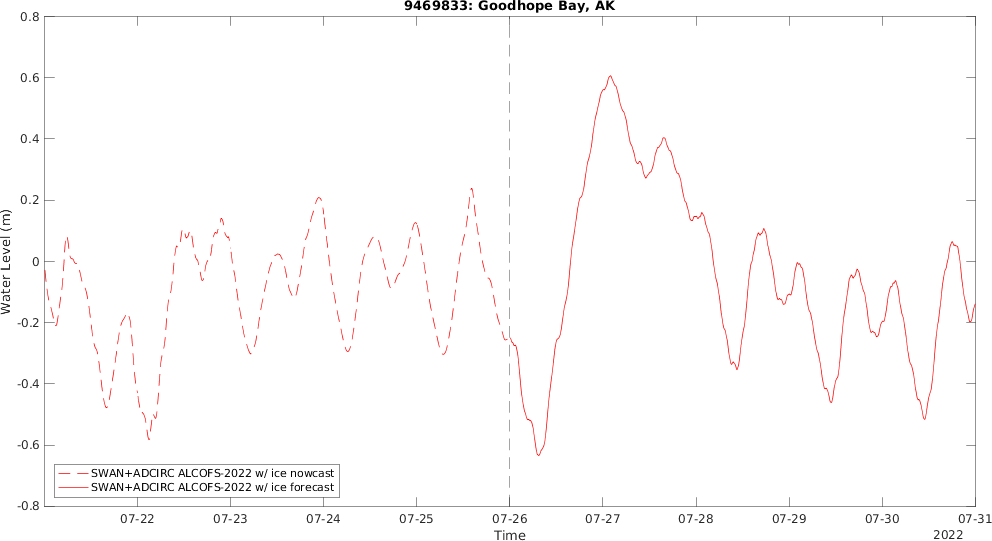 9469833: Goodhope Bay, AK
Water Level (m)
0.8
0.6
0.4
0.2
0
-0.2
-0.4
-0.6
-0.8
SWAN+ADCIRC ALCOFS-2022 w/ ice nowcast
SWAN+ADCIRC ALCOFS-2022 w/ ice forecast
07-22 07-23 07-24 07-25 07-26 07-27 07-28 07-29 07-30 07-31
Time
2022